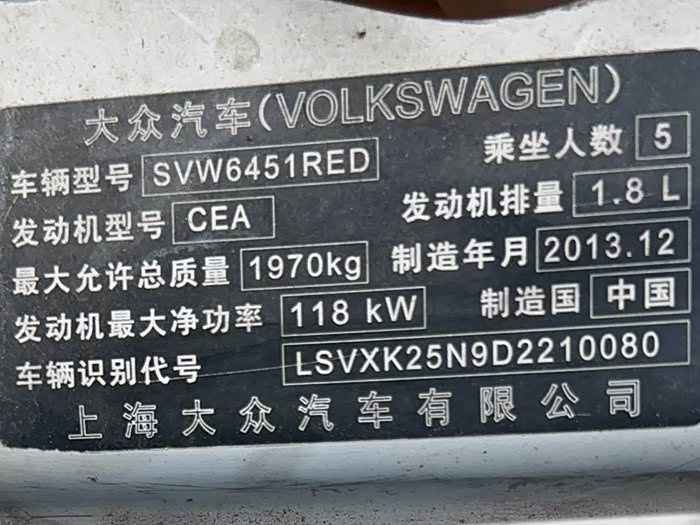 大众汽车(VOLKSWAGEN)
车辆型号 SVW6451RED 乘坐人数 5
发动机型号 CEA 发动机排量 1.8 L
最大允许总质量 1970kg 制造年月 2013.12
发动机最大净功率 118 kW 制造国 中国
车辆识别代号 LSVXK25N9D2210080
上海大众汽车有限公司